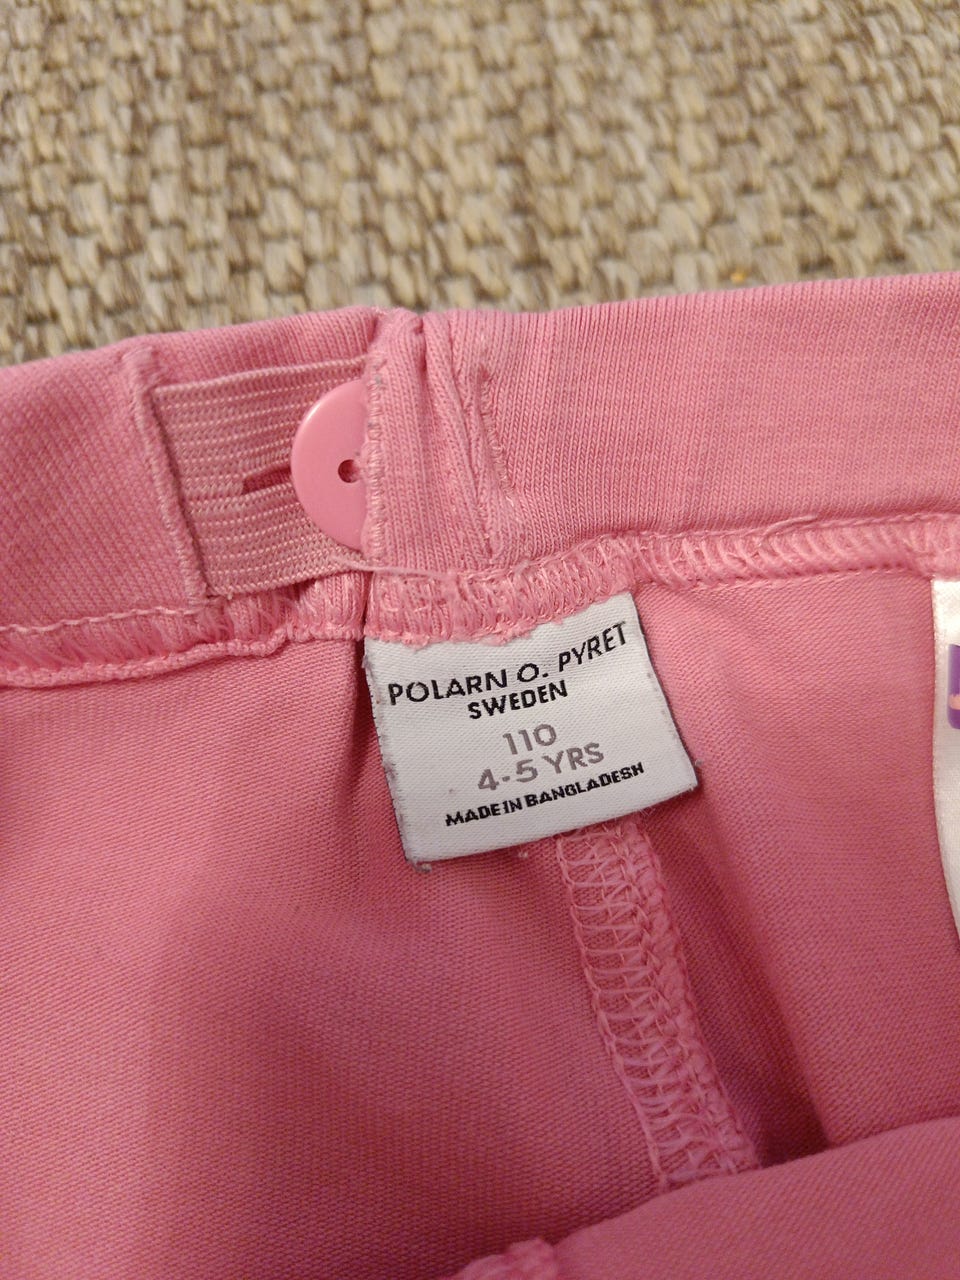 POLARN O. PYRET
SWEDEN
110
4-5 YRS
MADE IN BANGLADESH